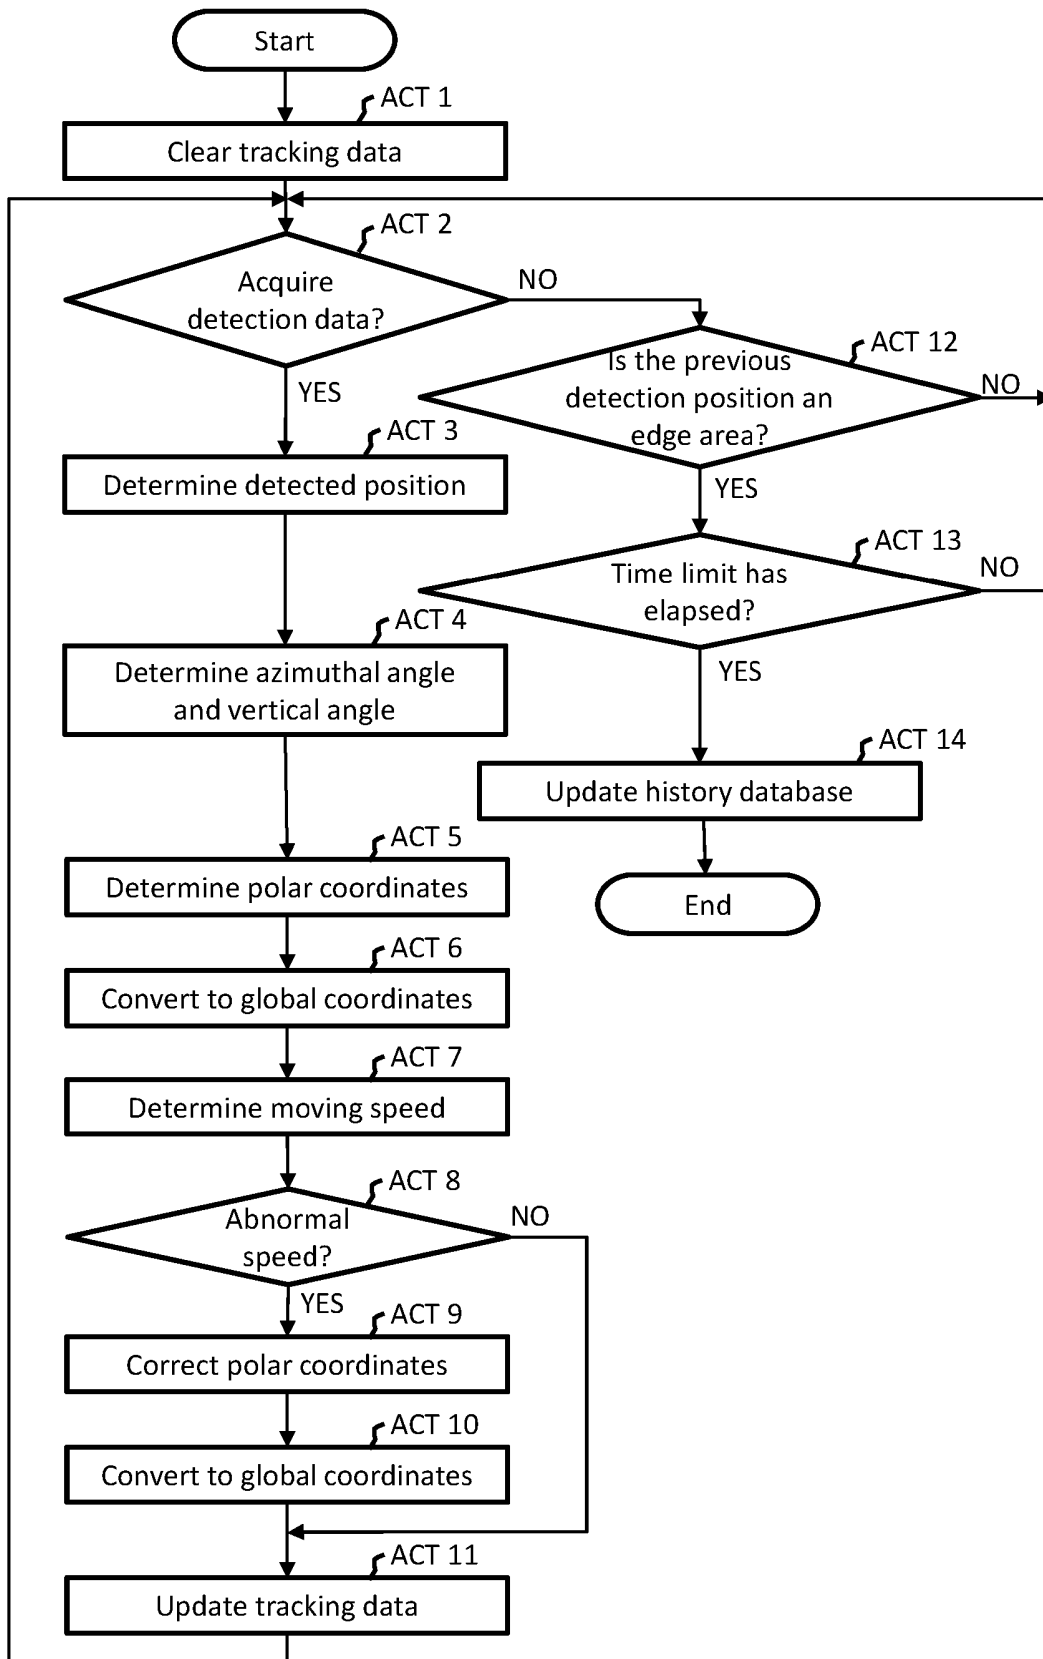 Start
ACT 1
Clear tracking data
ACT 2
Acquire
detection data?
NO
YES
ACT 3
Determine detected position
ACT 4
Determine azimuthal angle
and vertical angle
ACT 5
Determine polar coordinates
ACT 6
Convert to global coordinates
ACT 7
Determine moving speed
ACT 8
Abnormal
speed?
NO
YES
ACT 9
Correct polar coordinates
ACT 10
Convert to global coordinates
ACT 11
Update tracking data
ACT 12
Is the previous
detection position an
edge area?
NO
YES
ACT 13
Time limit has
elapsed?
NO
YES
ACT 14
Update history database
End